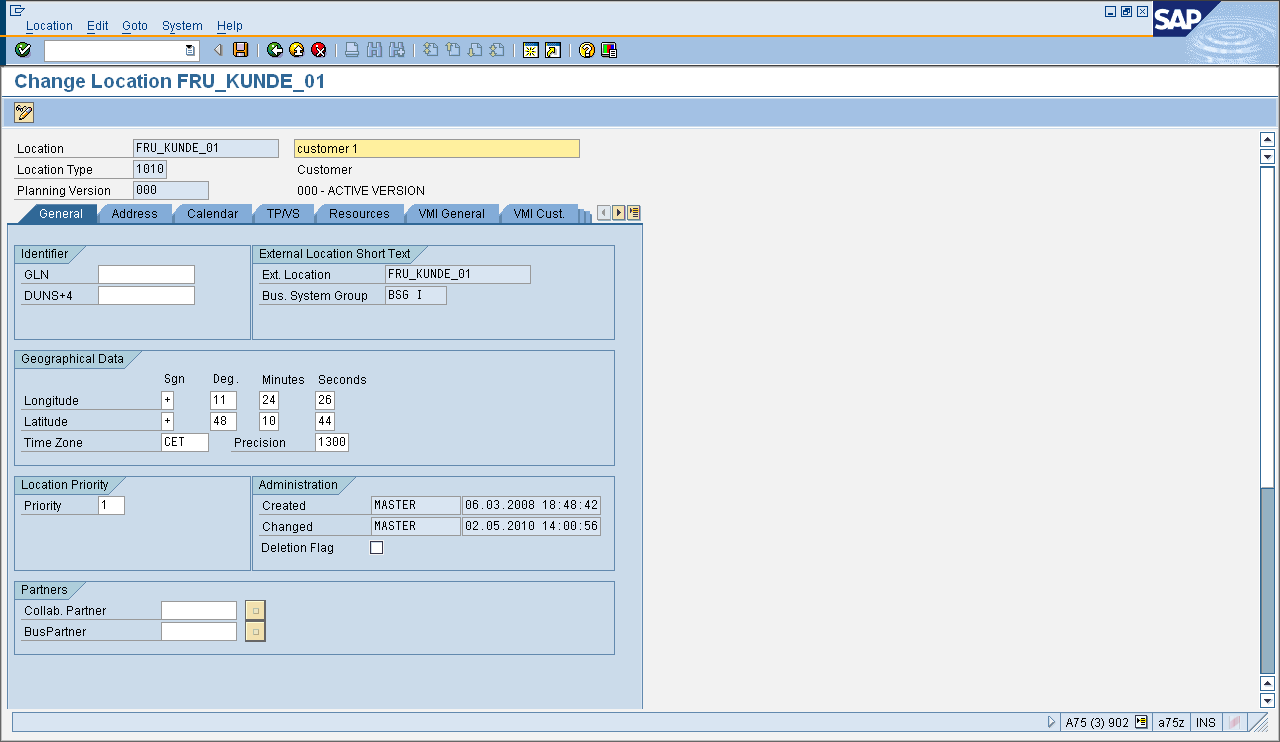 Location Edit Goto System Help
SAP
Change Location FRU_KUNDE_01
Location FRU_KUNDE_01 customer 1
Location Type 1010 Customer
Planning Version 000 000 - ACTIVE VERSION
General Address Calendar TP/VS Resources VMI General VMI Cust.
Identifier External Location Short Text
GLN Ext. Location FRU_KUNDE_01
DUNS+4 Bus. System Group BSG I
Geographical Data
Sgn Deg. Minutes Seconds
Longitude + 11 24 26
Latitude + 48 10 44
Time Zone CET Precision 1300
Location Priority Administration
Priority 1 Created MASTER 06.03.2008 18:48:42
Changed MASTER 02.05.2010 14:00:56
Deletion Flag
Partners
Collab. Partner
BusPartner
A75 (3) 902 a75z INS